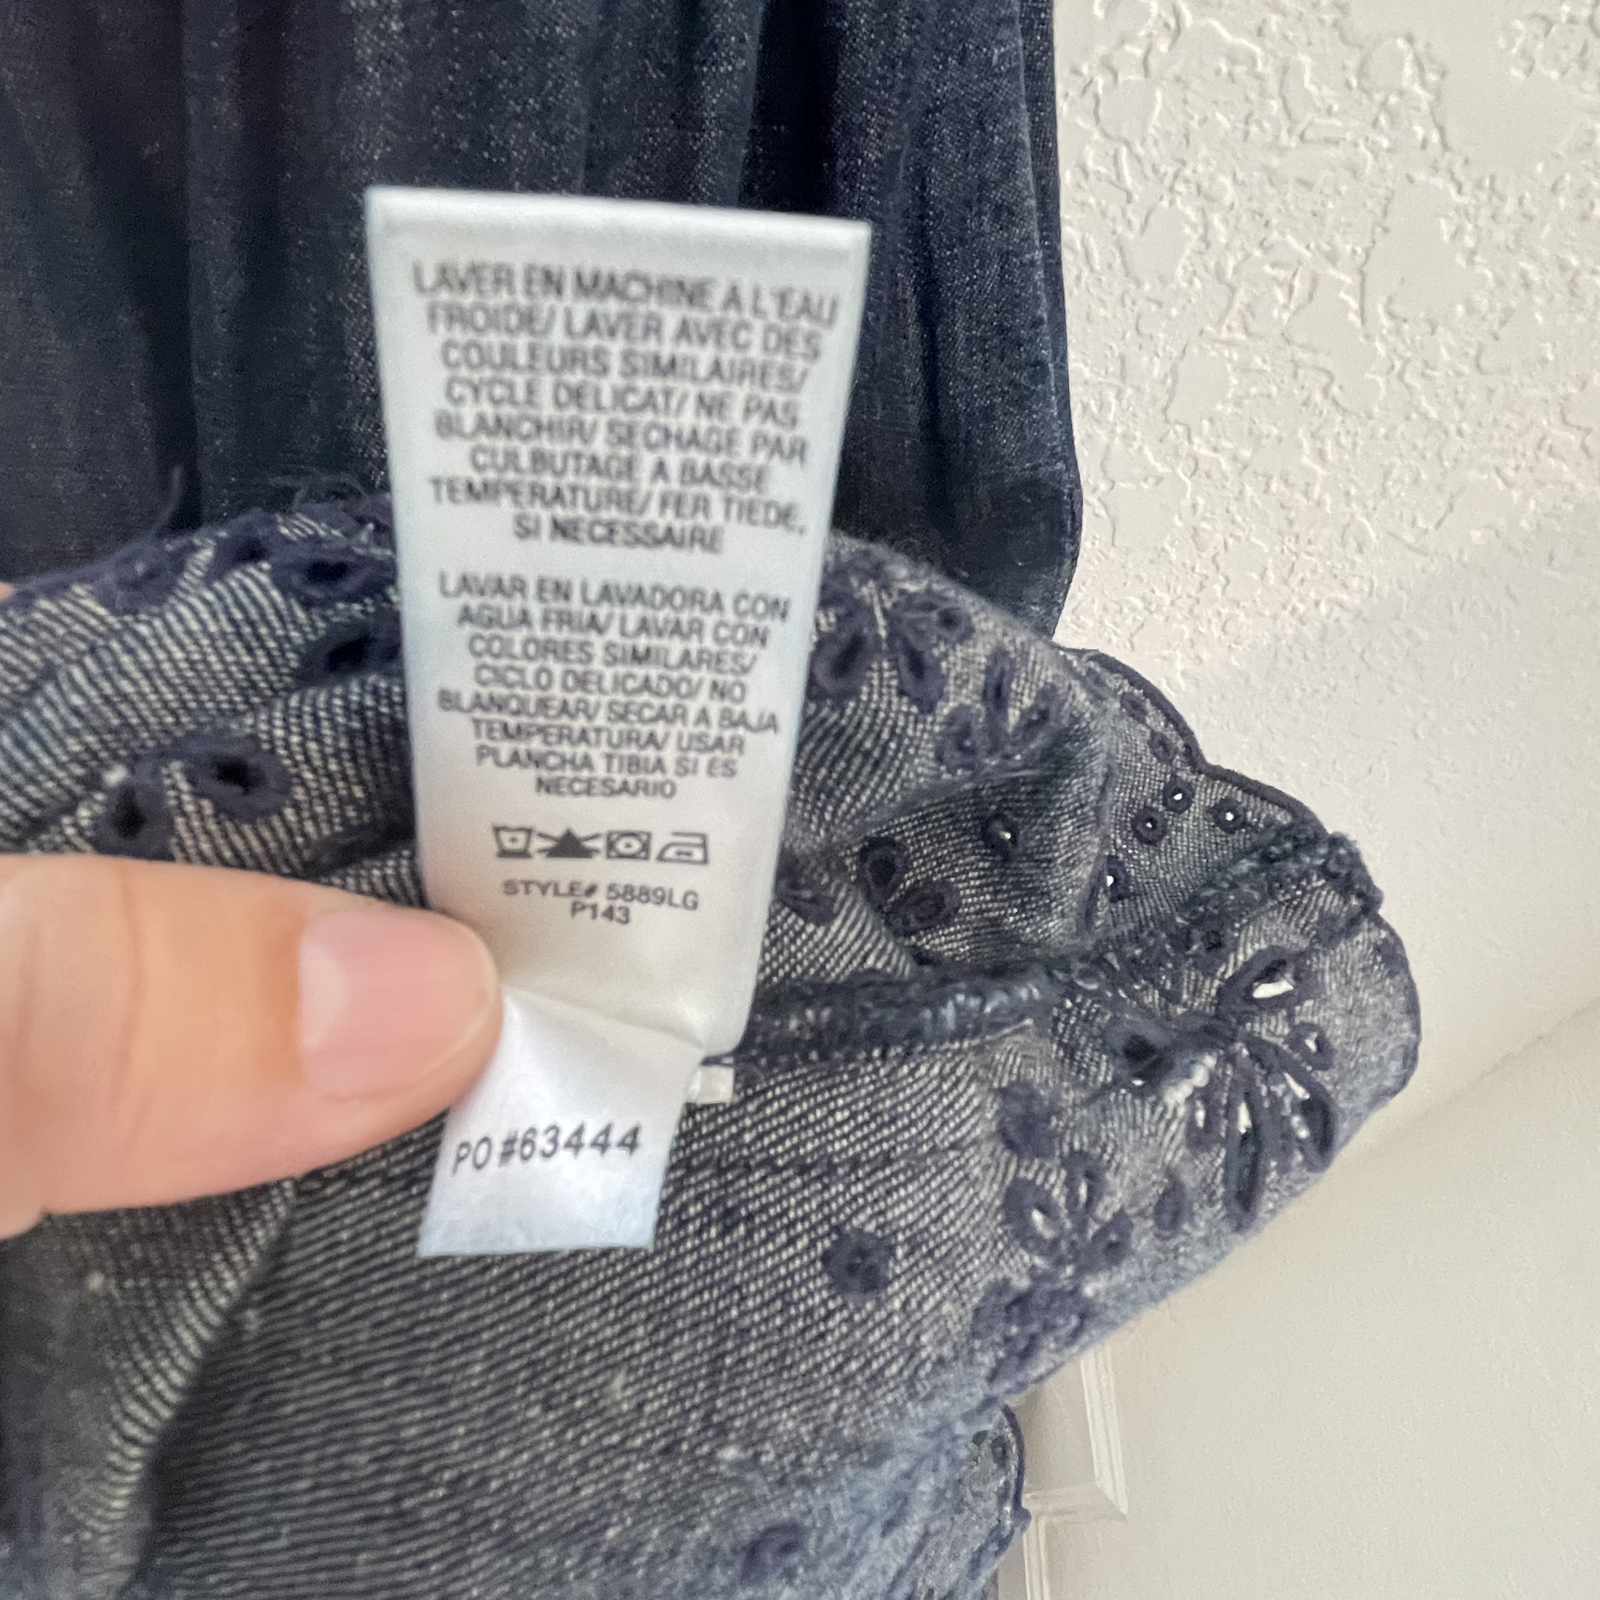 LAVER EN MACHINE A L'EAU
FROIDE/ LAVER AVEC DES
COULEURS SIMILAIRES/
CYCLE DELICAT/ NE PAS
BLANCHIR/ SECHAGE PAR
CULBUTAGE A BASSE
TEMPERATURE/ FER TIEDE,
SI NECESSAIRE
LAVAR EN LAVADORA CON
AGUA FRIA/ LAVAR CON
COLORES SIMILARES/
CICLO DELICADO/ NO
BLANQUEAR/ SECAR A BAJA
TEMPERATURA/ USAR
PLANCHA TIBIA SI ES
NECESARIO
STYLE# 5889LG
P143
PO #63444